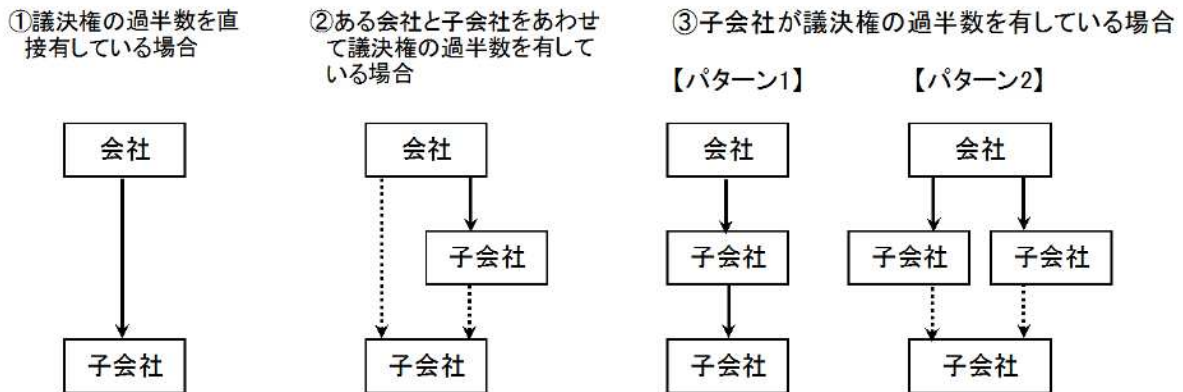 ①議決権の過半数を直
接有している場合
②ある会社と子会社をあわせ
て議決権の過半数を有して
いる場合
③子会社が議決権の過半数を有している場合
【パターン1】
【パターン2】
会社
子会社
会社
子会社
子会社
会社
子会社
子会社
会社
子会社
子会社
子会社